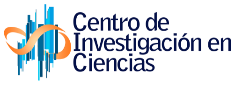 Centro de
Investigación en
Ciencias